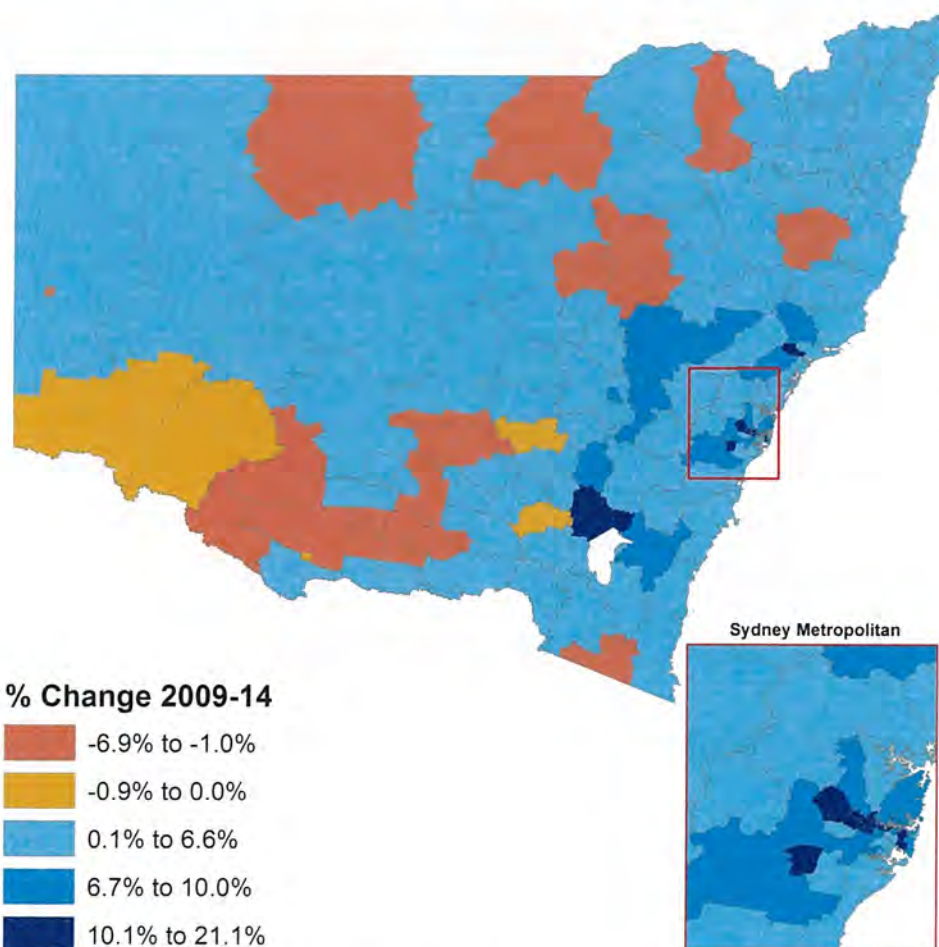 Sydney Metropolitan
% Change 2009-14
-6.9% to -1.0%
-0.9% to 0.0%
0.1% to 6.6%
6.7% to 10.0%
10.1% to 21.1%